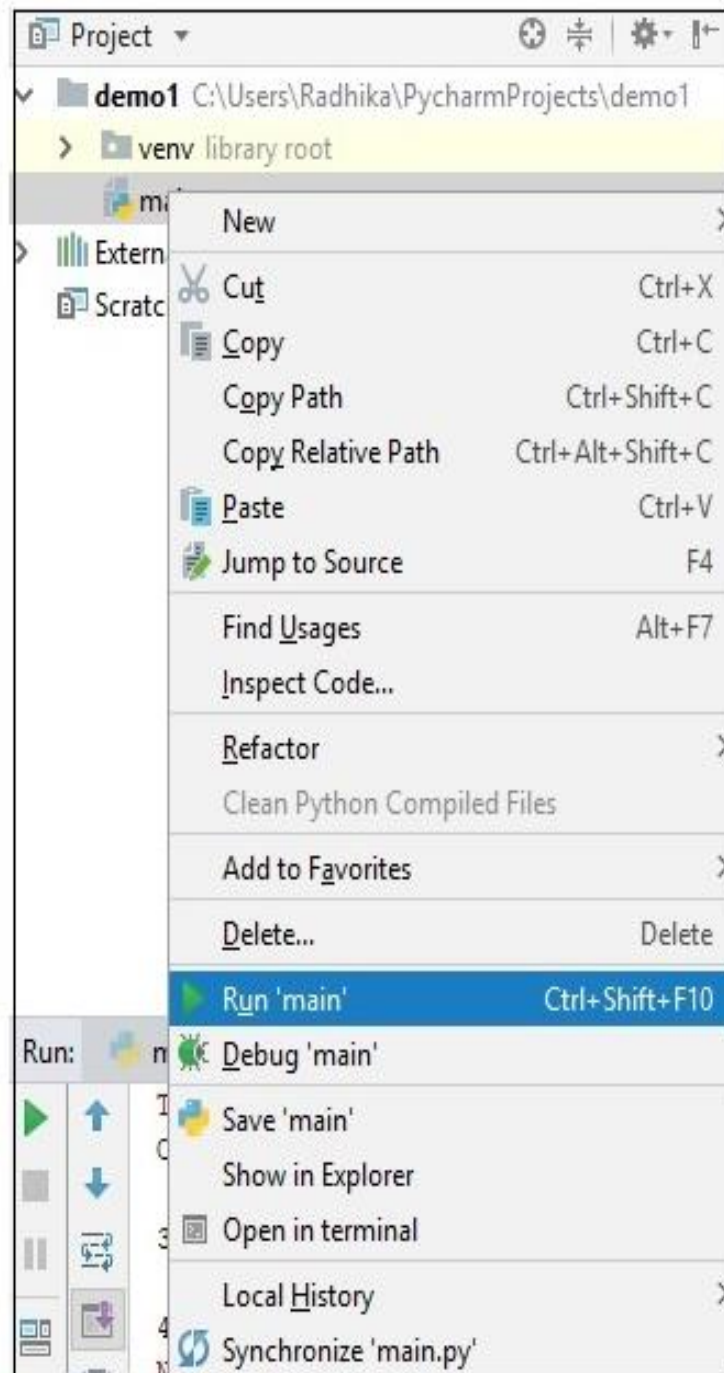 Project
demo1 C:\Users\Radhika\PycharmProjects\demo1
venv library root
New
Cut Ctrl+X
Copy Ctrl+C
Copy Path Ctrl+Shift+C
Copy Relative Path Ctrl+Alt+Shift+C
Paste Ctrl+V
Jump to Source F4
Find Usages Alt+F7
Inspect Code...
Refactor
Clean Python Compiled Files
Add to Favorites
Delete... Delete
Run 'main' Ctrl+Shift+F10
Run:
Debug 'main'
Save 'main'
Show in Explorer
Open in terminal
3
Local History
4
Synchronize 'main.py'